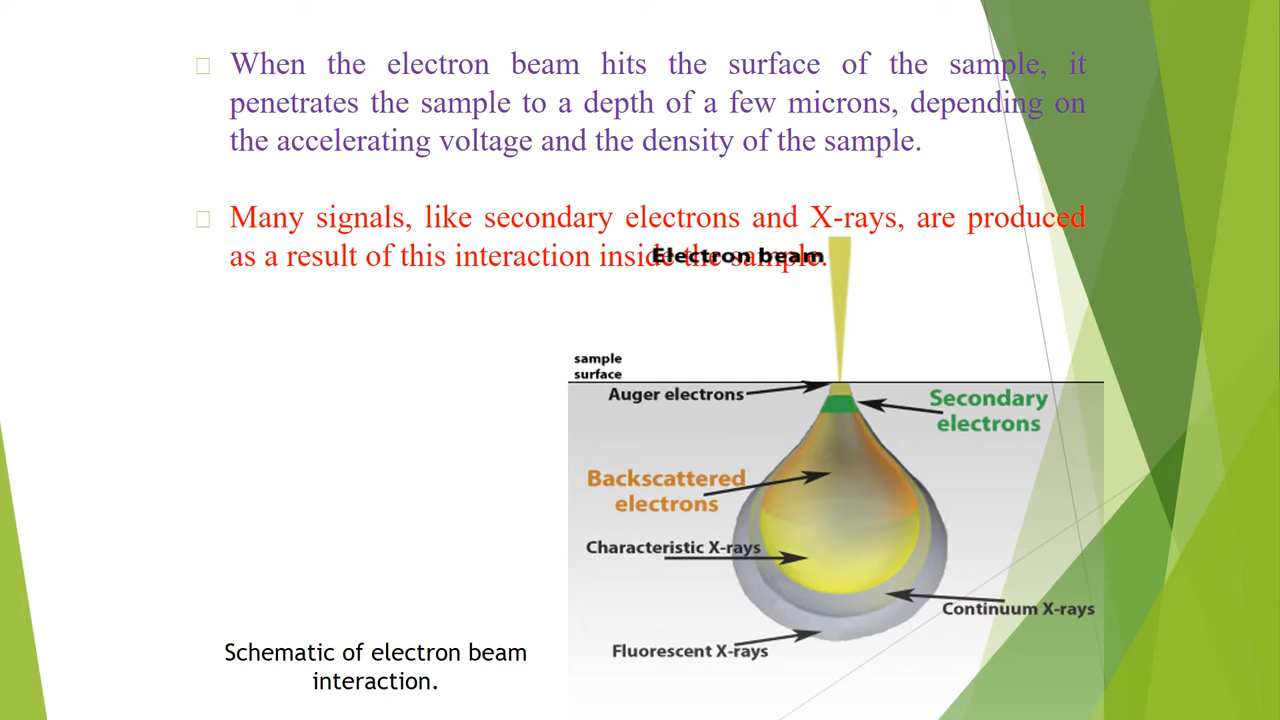 When the electron beam hits the surface of the sample, it
penetrates the sample to a depth of a few microns, depending on
the accelerating voltage and the density of the sample.
Many signals, like secondary electrons and X-rays, are produced
as a result of this interaction inside the sample.
Electron beam
sample
surface
Auger electrons
Secondary
electrons
Backscattered
electrons
Characteristic X-rays
Continuum X-rays
Fluorescent X-rays
Schematic of electron beam
interaction.